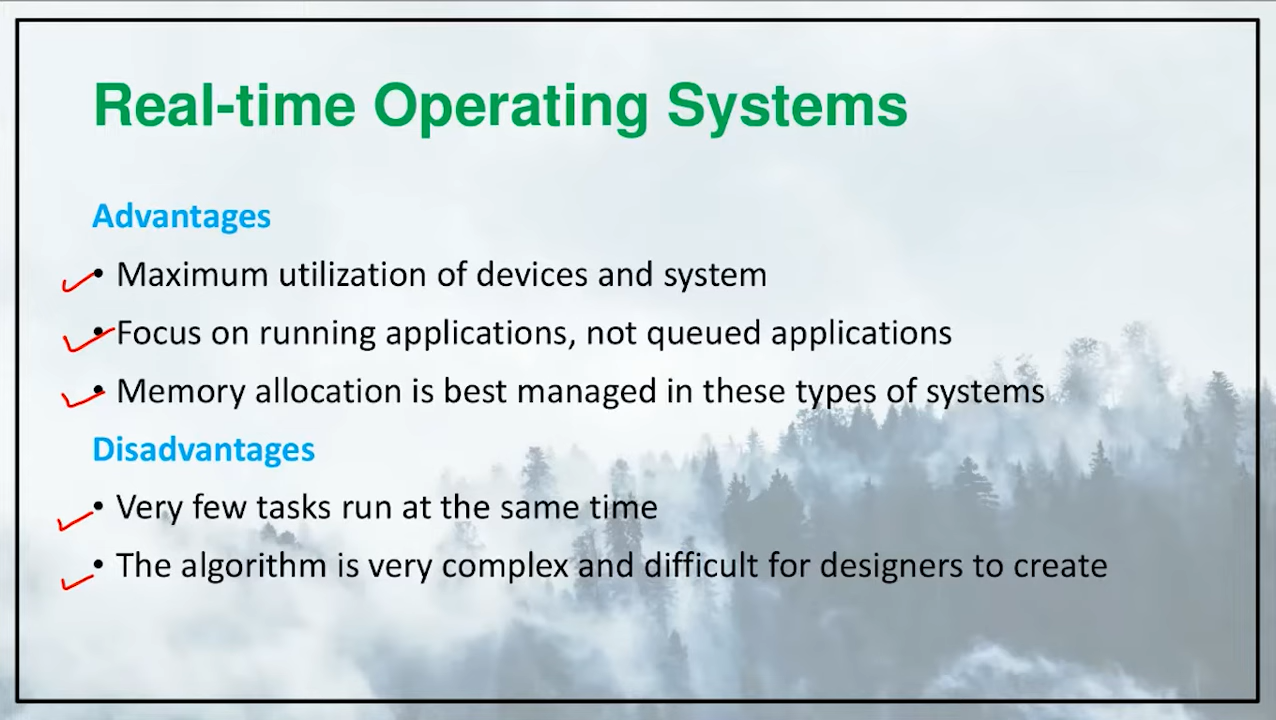 Real-time Operating Systems
Advantages
• Maximum utilization of devices and system
• Focus on running applications, not queued applications
• Memory allocation is best managed in these types of systems
Disadvantages
• Very few tasks run at the same time
• The algorithm is very complex and difficult for designers to create